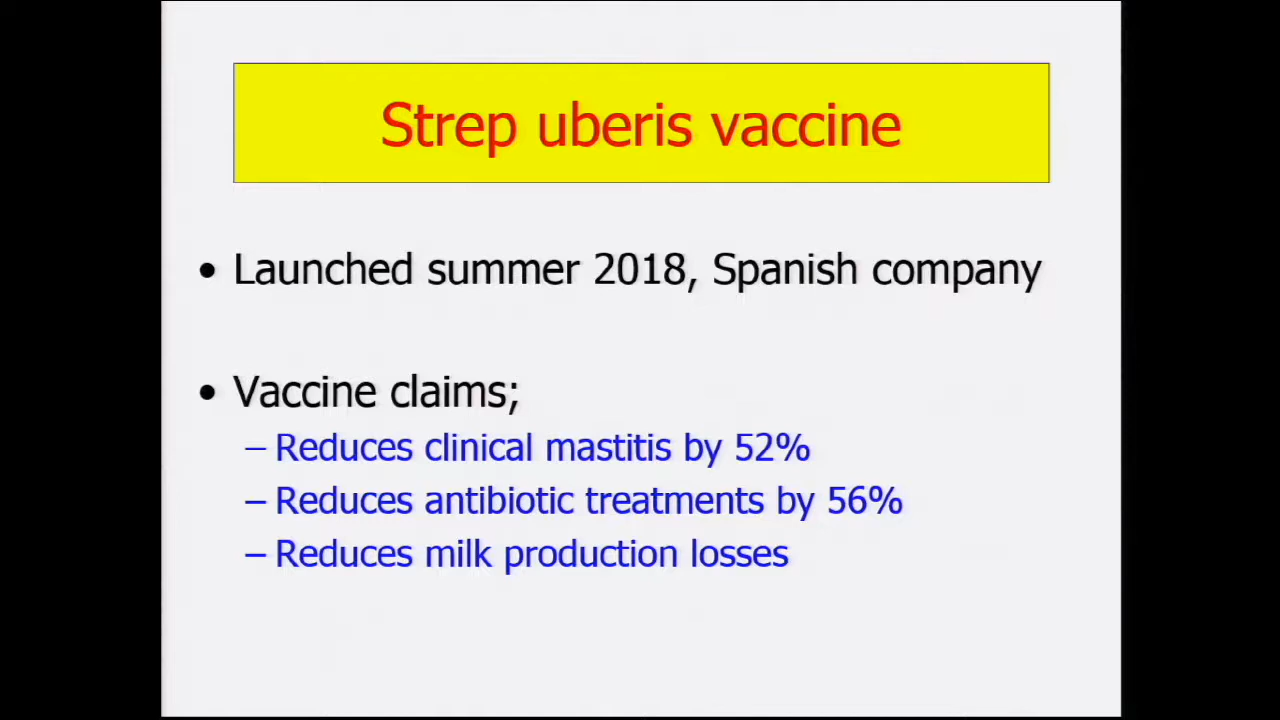 Strep uberis vaccine
• Launched summer 2018, Spanish company
• Vaccine claims;
– Reduces clinical mastitis by 52%
– Reduces antibiotic treatments by 56%
– Reduces milk production losses